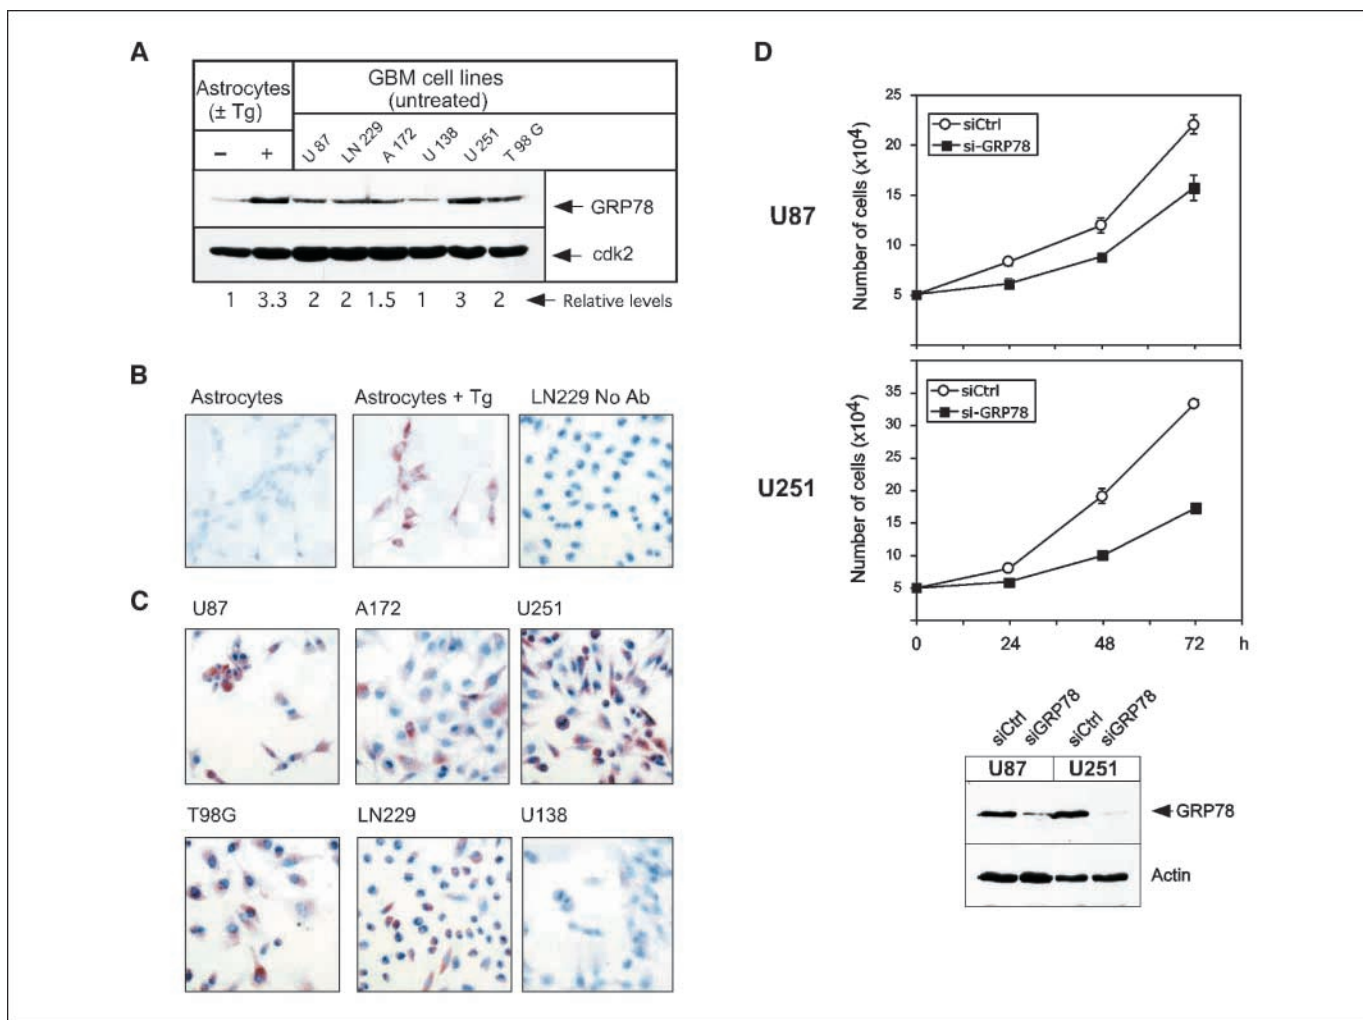 A
Astrocytes
(± Tg)
GBM cell lines
(untreated)
− + U 87 LN 229 A 172 U 138 U 251 T 98 G
GRP78
cdk2
1 3.3 2 2 1.5 1 3 2 Relative levels
B
Astrocytes Astrocytes + Tg LN229 No Ab
C
U87 A172 U251
T98G LN229 U138
D
U87
Number of cells (x10⁴)
25
20
15
10
5
siCtrl
si-GRP78
U251
Number of cells (x10⁴)
35
30
25
20
15
10
5
siCtrl
si-GRP78
0 24 48 72 h
siCtrl siGRP78 siCtrl siGRP78
U87 U251
GRP78
Actin